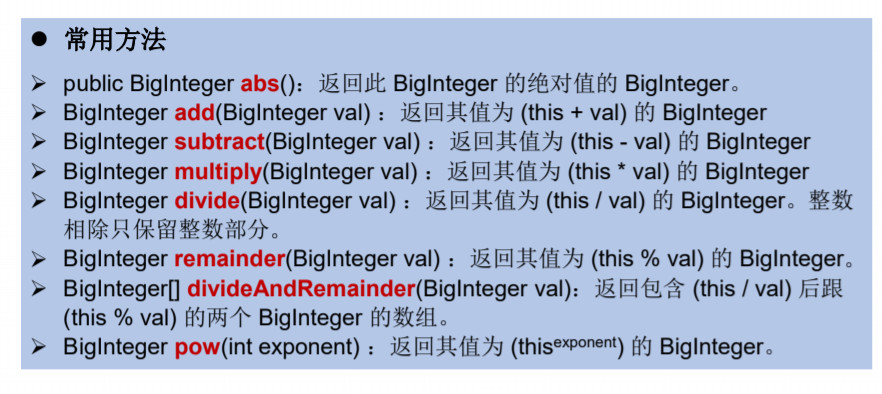 ● 常用方法
➢ public BigInteger abs()：返回此 BigInteger 的绝对值的 BigInteger。
➢ BigInteger add(BigInteger val) ：返回其值为 (this + val) 的 BigInteger
➢ BigInteger subtract(BigInteger val) ：返回其值为 (this - val) 的 BigInteger
➢ BigInteger multiply(BigInteger val) ：返回其值为 (this * val) 的 BigInteger
➢ BigInteger divide(BigInteger val) ：返回其值为 (this / val) 的 BigInteger。整数
相除只保留整数部分。
➢ BigInteger remainder(BigInteger val) ：返回其值为 (this % val) 的 BigInteger。
➢ BigInteger[] divideAndRemainder(BigInteger val)：返回包含 (this / val) 后跟
(this % val) 的两个 BigInteger 的数组。
➢ BigInteger pow(int exponent) ：返回其值为 (thisexponent) 的 BigInteger。